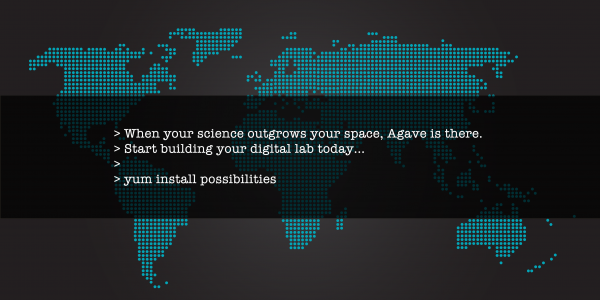 > When your science outgrows your space, Agave is there.
> Start building your digital lab today...
>
> yum install possibilities